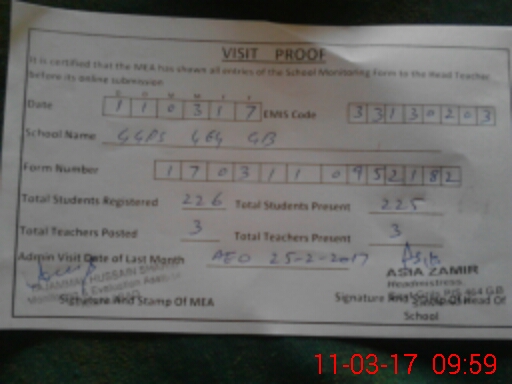 VISIT PROOF
It is certified that the MEA has shown all entries of the School Monitoring Form to the Head Teacher
before its online submission
Date 1 1 0 3 1 7 EMIS Code 3 3 1 3 0 2 0 3
School Name GGPS 464 GB
Form Number 1 7 0 3 1 1 0 9 5 2 1 8 2
Total Students Registered 226 Total Students Present 225
Total Teachers Posted 3 Total Teachers Present 3
Admin Visit Date of Last Month AEO 25-2-2017
HUSSAIN
ASIA ZAMIR
Headmistress
464 G.B
Signature And Stamp Of MEA Signature And Stamp Of Head Of
School
11-03-17 09:59